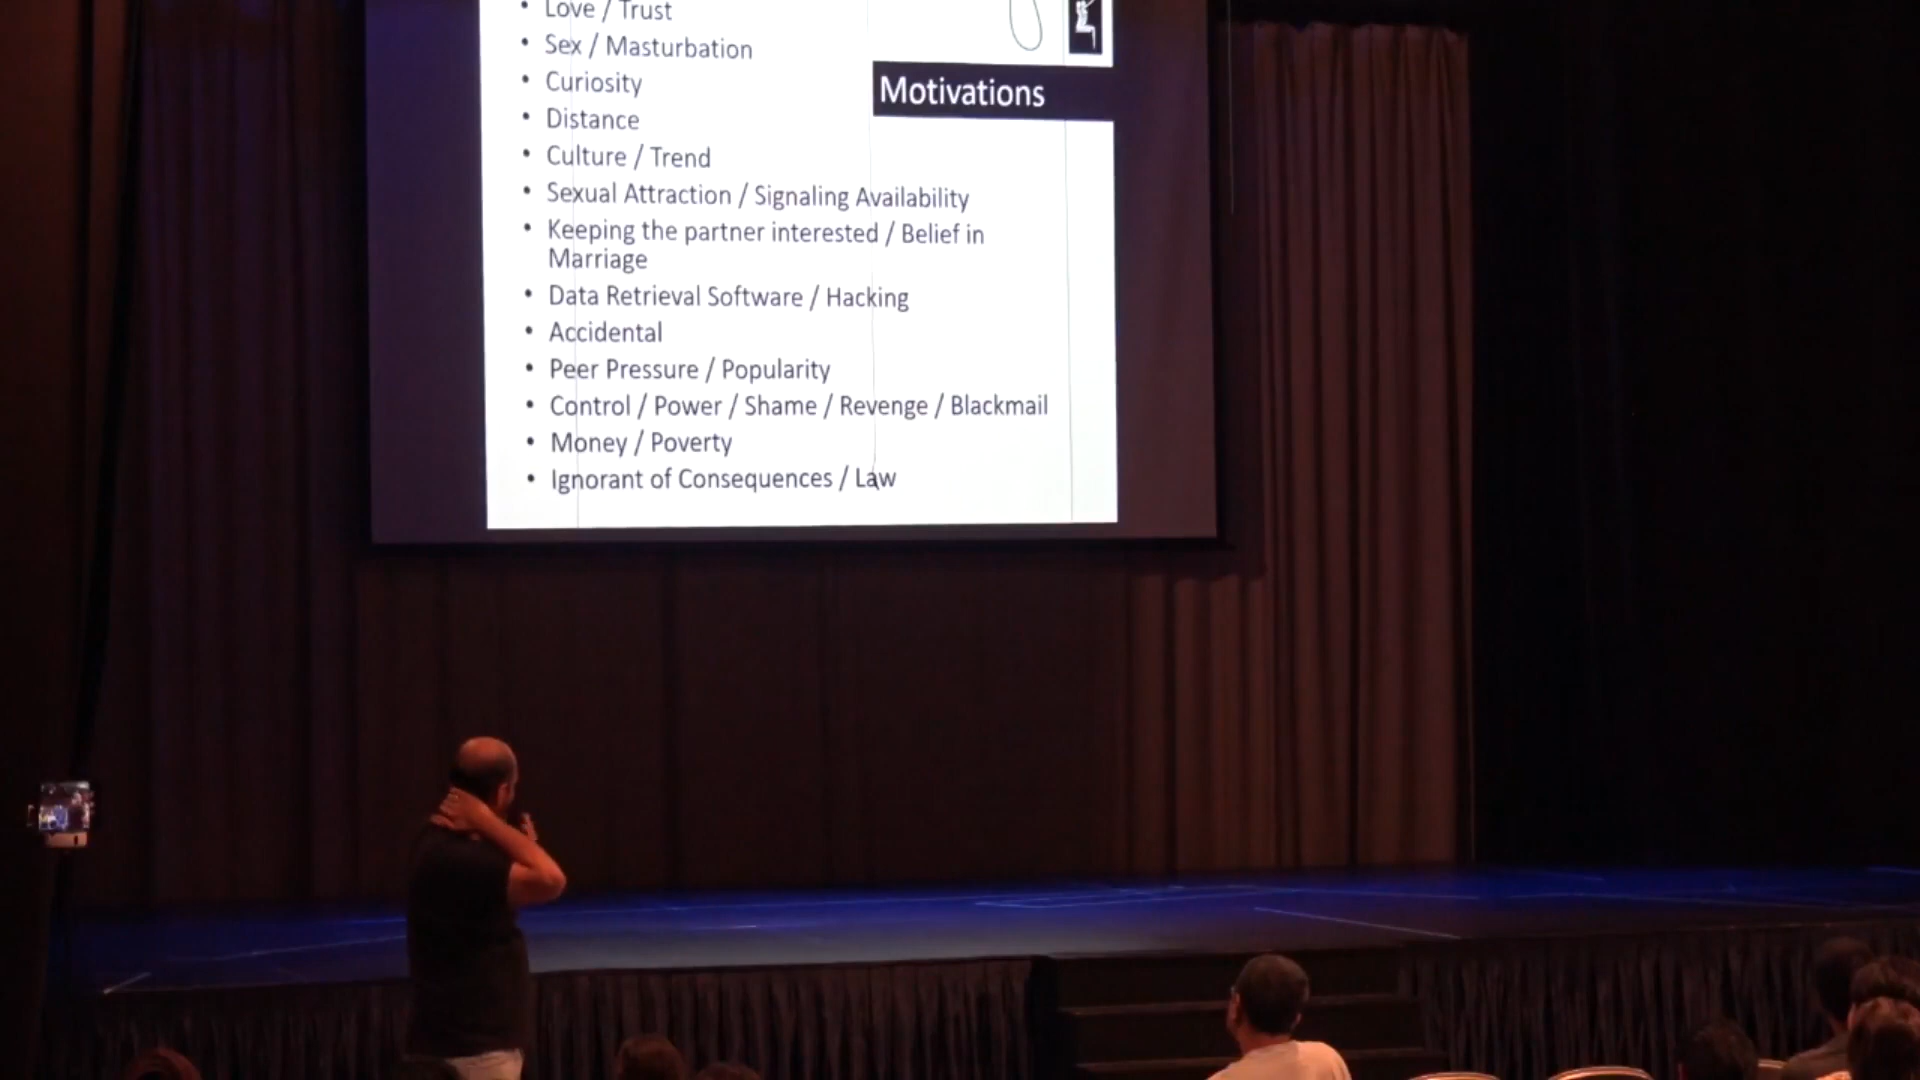 • Love / Trust
• Sex / Masturbation
• Curiosity
Motivations
• Distance
• Culture / Trend
• Sexual Attraction / Signaling Availability
• Keeping the partner interested / Belief in
Marriage
• Data Retrieval Software / Hacking
• Accidental
• Peer Pressure / Popularity
• Control / Power / Shame / Revenge / Blackmail
• Money / Poverty
• Ignorant of Consequences / Law